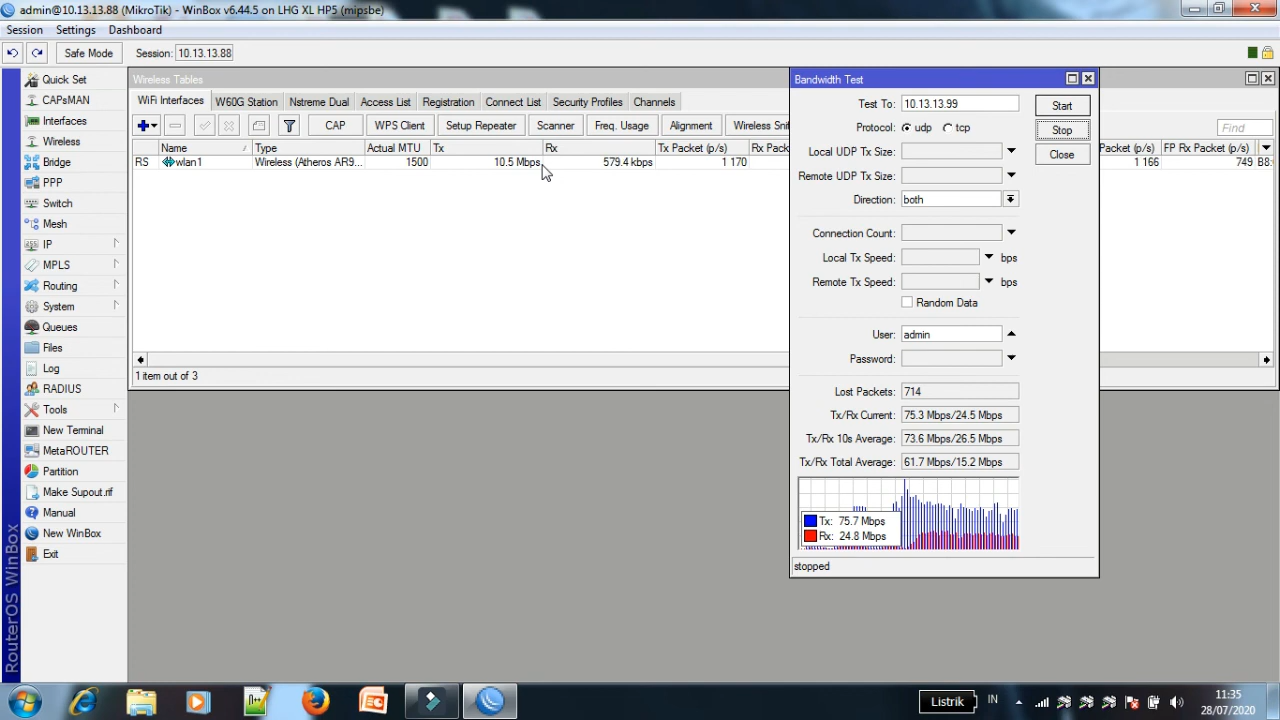 admin@10.13.13.88 (MikroTik) - WinBox v6.44.5 on LHG XL HP5 (mipsbe)
Session Settings Dashboard
Safe Mode Session: 10.13.13.88
Quick Set
CAPsMAN
Interfaces
Wireless
Bridge
PPP
Switch
Mesh
IP
MPLS
Routing
System
Queues
Files
Log
RADIUS
Tools
New Terminal
MetaROUTER
Partition
Make Supout.rif
Manual
New WinBox
Exit
RouterOS WinBox
Wireless Tables
WiFi Interfaces W60G Station Nstreme Dual Access List Registration Connect List Security Profiles Channels
CAP WPS Client Setup Repeater Scanner Freq. Usage Alignment Wireless Sni Find
Name Type Actual MTU Tx Rx Tx Packet (p/s) Rx Pack Packet (p/s) FP Rx Packet (p/s)
RS wlan1 Wireless (Atheros AR9... 1500 10.5 Mbps 579.4 kbps 1 170 1 166 749 B8:
1 item out of 3
Bandwidth Test
Test To: 10.13.13.99
Protocol: udp tcp
Local UDP Tx Size:
Remote UDP Tx Size:
Direction: both
Connection Count:
Local Tx Speed: bps
Remote Tx Speed: bps
Random Data
User: admin
Password:
Lost Packets: 714
Tx/Rx Current: 75.3 Mbps/24.5 Mbps
Tx/Rx 10s Average: 73.6 Mbps/26.5 Mbps
Tx/Rx Total Average: 61.7 Mbps/15.2 Mbps
Tx: 75.7 Mbps
Rx: 24.8 Mbps
stopped
Start
Stop
Close
Listrik IN 11:35
28/07/2020